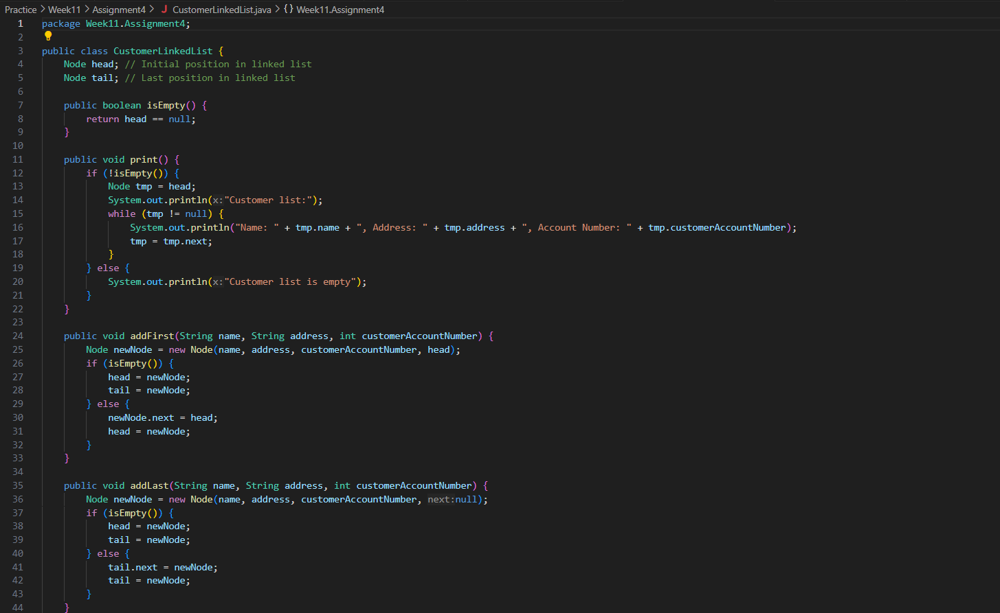 Practice > Week11 > Assignment4 > J CustomerLinkedList.java > {} Week11.Assignment4
1 package Week11.Assignment4;
2
3 public class CustomerLinkedList {
4 Node head; // Initial position in linked list
5 Node tail; // Last position in linked list
6
7 public boolean isEmpty() {
8 return head == null;
9 }
10
11 public void print() {
12 if (!isEmpty()) {
13 Node tmp = head;
14 System.out.println(x:"Customer list:");
15 while (tmp != null) {
16 System.out.println("Name: " + tmp.name + ", Address: " + tmp.address + ", Account Number: " + tmp.customerAccountNumber);
17 tmp = tmp.next;
18 }
19 } else {
20 System.out.println(x:"Customer list is empty");
21 }
22 }
23
24 public void addFirst(String name, String address, int customerAccountNumber) {
25 Node newNode = new Node(name, address, customerAccountNumber, head);
26 if (isEmpty()) {
27 head = newNode;
28 tail = newNode;
29 } else {
30 newNode.next = head;
31 head = newNode;
32 }
33 }
34
35 public void addLast(String name, String address, int customerAccountNumber) {
36 Node newNode = new Node(name, address, customerAccountNumber, next:null);
37 if (isEmpty()) {
38 head = newNode;
39 tail = newNode;
40 } else {
41 tail.next = newNode;
42 tail = newNode;
43 }
44 }